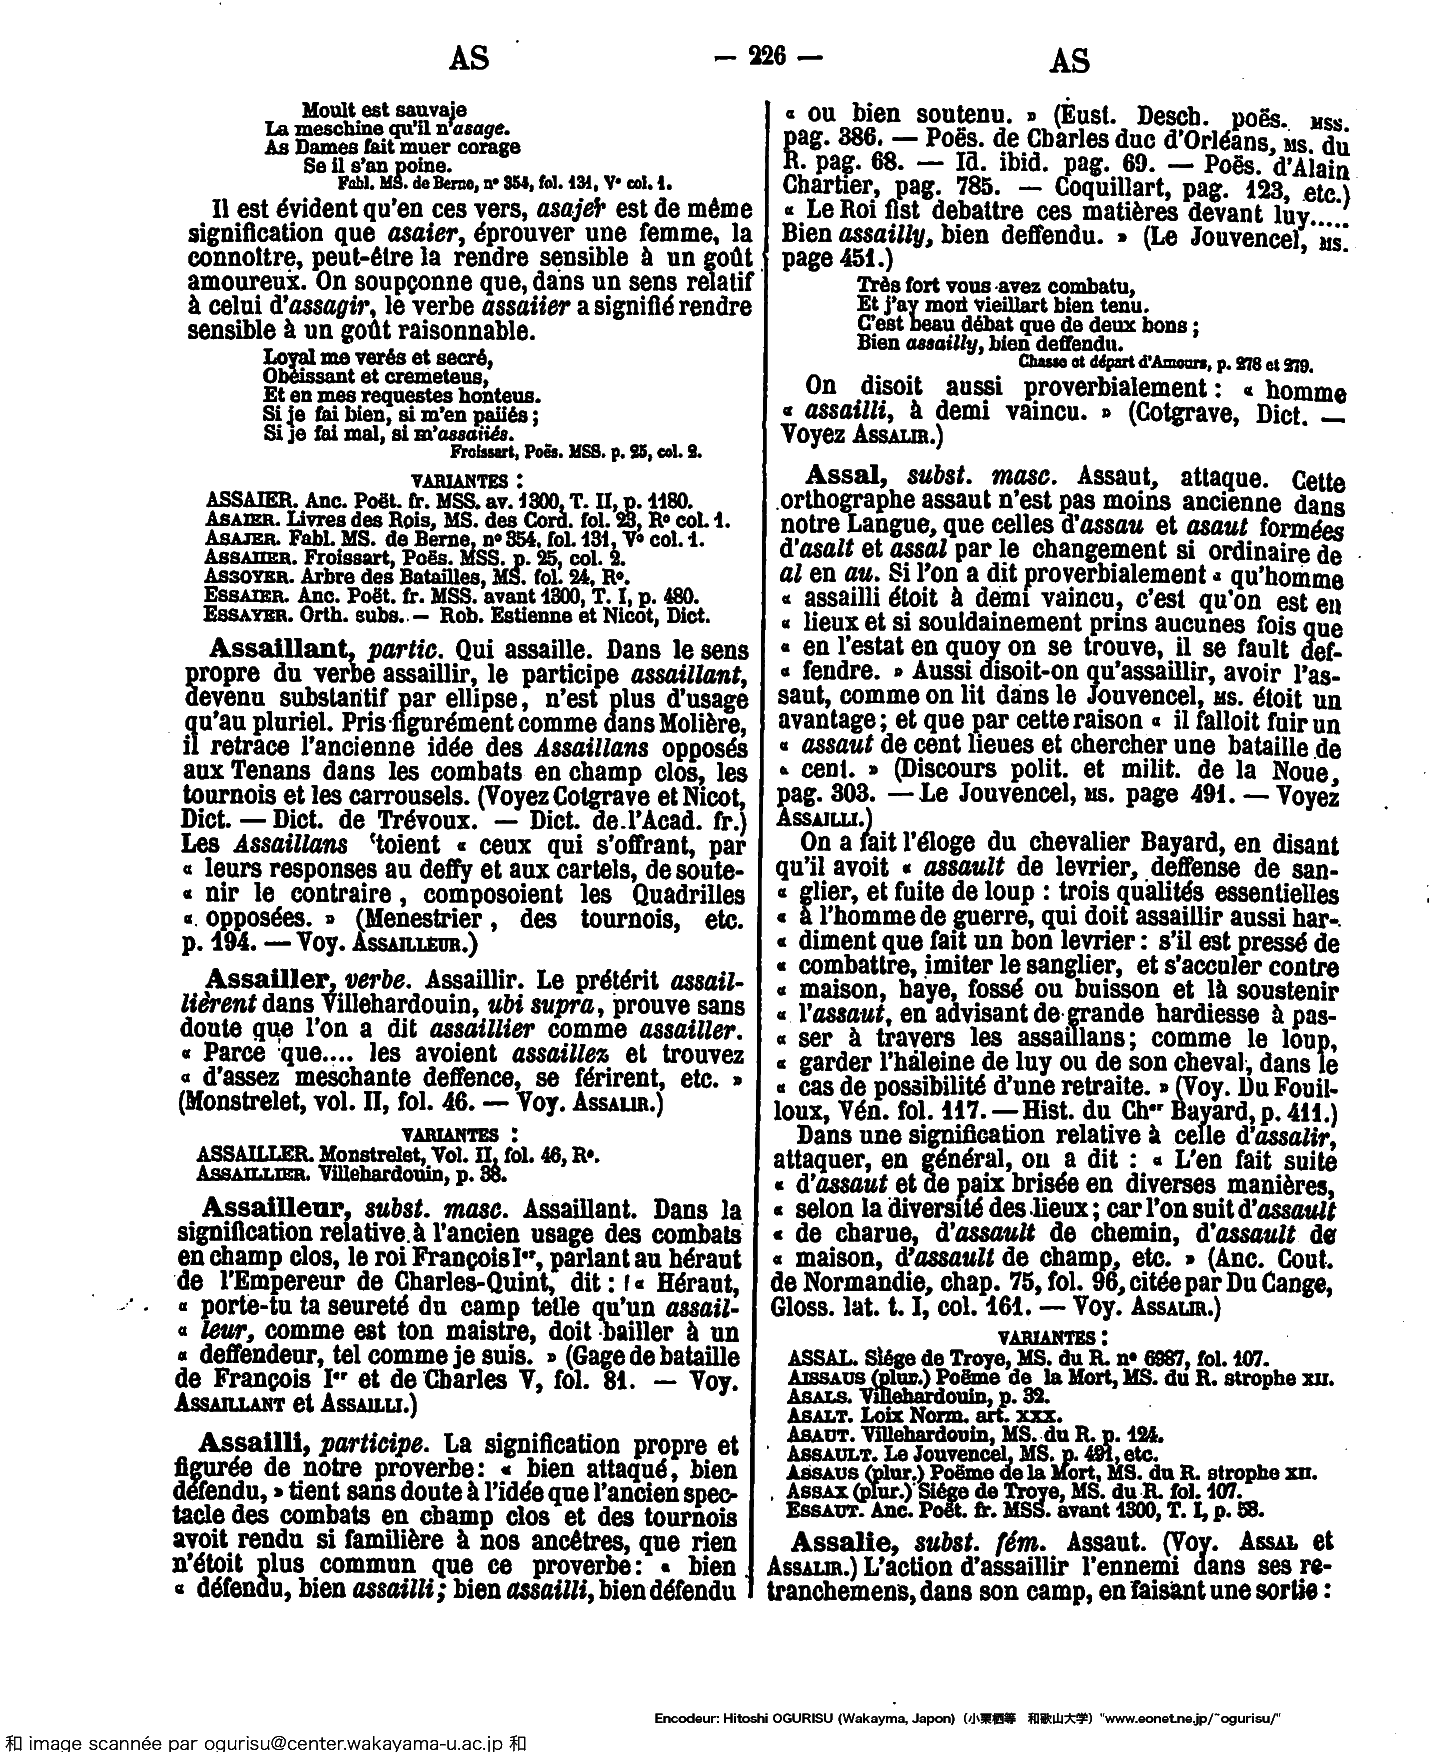 AS
— 226 —
AS
Moult est sauvaje
La meschine qu'il n'asage.
As Dames fait muer corage
Se il s'an poine.
Fabl. MS. de Berne, nº 354, fol. 131, Vº col. 1.
Il est évident qu'en ces vers, asajer est de même
signification que asaier, éprouver une femme, la
connoître, peut-être la rendre sensible à un goût
amoureux. On soupçonne que, dans un sens relatif
à celui d'assagir, le verbe assaiier a signifié rendre
sensible à un goût raisonnable.
Loyal me verés et secré,
Obéissant et cremeteus,
Et en mes requestes honteus.
Si je fai bien, si m'en paiiés ;
Si je fai mal, si m'assaiiés.
Froissart, Poës. MSS. p. 25, col. 2.
VARIANTES :
ASSAIER. Anc. Poët. fr. MSS. av. 1300, T. II, p. 1180.
ASAIER. Livres des Rois, MS. des Cord. fol. 23, Rº col. 1.
ASAJER. Fabl. MS. de Berne, nº 354, fol. 131, Vº col. 1.
ASSAIIER. Froissart, Poës. MSS. p. 25, col. 2.
ASSOYER. Arbre des Batailles, MS. fol. 24, Rº.
ESSAIER. Anc. Poët. fr. MSS. avant 1300, T. I, p. 480.
ESSAYER. Orth. subs. — Rob. Estienne et Nicot, Dict.
Assaillant, partic. Qui assaille. Dans le sens
propre du verbe assaillir, le participe assaillant,
devenu substantif par ellipse, n'est plus d'usage
qu'au pluriel. Pris figurément comme dans Molière,
il retrace l'ancienne idée des Assaillans opposés
aux Tenans dans les combats en champ clos, les
tournois et les carrousels. (Voyez Cotgrave et Nicot,
Dict. — Dict. de Trévoux. — Dict. de l'Acad. fr.)
Les Assaillans 'toient « ceux qui s'offrant, par
« leurs responses au deffy et aux cartels, de soute-
« nir le contraire, composoient les Quadrilles
« opposées. » (Menestrier, des tournois, etc.
p. 194. — Voy. ASSAILLEUR.)
Assailler, verbe. Assaillir. Le prétérit assail-
lièrent dans Villehardouin, ubi supra, prouve sans
doute que l'on a dit assaillier comme assailler.
« Parce que.... les avoient assaillez et trouvez
« d'assez meschante deffence, se férirent, etc. »
(Monstrelet, vol. II, fol. 46. — Voy. ASSALIR.)
VARIANTES :
ASSAILLER. Monstrelet, Vol. II, fol. 46, Rº.
ASSAILLIER. Villehardouin, p. 38.
Assailleur, subst. masc. Assaillant. Dans la
signification relative à l'ancien usage des combats
en champ clos, le roi François Ier, parlant au héraut
de l'Empereur de Charles-Quint, dit : « Héraut,
« porte-tu ta seureté du camp telle qu'un assail-
« leur, comme est ton maistre, doit bailler à un
« deffendeur, tel comme je suis. » (Gage de bataille
de François Ier et de Charles V, fol. 81. — Voy.
ASSAILLANT et ASSAILLI.)
Assailli, participe. La signification propre et
figurée de notre proverbe : « bien attaqué, bien
défendu, » tient sans doute à l'idée que l'ancien spec-
tacle des combats en champ clos et des tournois
avoit rendu si familière à nos ancêtres, que rien
n'étoit plus commun que ce proverbe : « bien
« défendu, bien assailli ; bien assailli, bien défendu
« ou bien soutenu. » (Eust. Desch. poës. MSS.
pag. 386. — Poës. de Charles duc d'Orléans, MS. du
R. pag. 68. — Id. ibid. pag. 69. — Poës. d'Alain
Chartier, pag. 785. — Coquillart, pag. 123, etc.)
« Le Roi fist debattre ces matières devant luy.....
Bien assailly, bien deffendu. » (Le Jouvencel, MS.
page 451.)
Très fort vous avez combatu,
Et j'ay mon vieillart bien tenu.
C'est beau débat que de deux bons ;
Bien assailly, bien deffendu.
Chasse et départ d'Amours, p. 278 et 279.
On disoit aussi proverbialement : « homme
« assailli, à demi vaincu. » (Cotgrave, Dict. —
Voyez ASSALIR.)
Assal, subst. masc. Assaut, attaque. Cette
orthographe assaut n'est pas moins ancienne dans
notre Langue, que celles d'assau et asaut formées
d'asalt et assal par le changement si ordinaire de
al en au. Si l'on a dit proverbialement « qu'homme
« assailli étoit à demi vaincu, c'est qu'on est en
« lieux et si souldainement prins aucunes fois que
« en l'estat en quoy on se trouve, il se fault def-
« fendre. » Aussi disoit-on qu'assaillir, avoir l'as-
saut, comme on lit dans le Jouvencel, MS. étoit un
avantage ; et que par cette raison « il falloit fuir un
« assaut de cent lieues et chercher une bataille de
« cent. » (Discours polit. et milit. de la Noue,
pag. 303. — Le Jouvencel, MS. page 491. — Voyez
ASSAILLI.)
On a fait l'éloge du chevalier Bayard, en disant
qu'il avoit « assault de levrier, deffense de san-
« glier, et fuite de loup : trois qualités essentielles
« à l'homme de guerre, qui doit assaillir aussi har-
« diment que fait un bon levrier : s'il est pressé de
« combattre, imiter le sanglier, et s'acculer contre
« maison, haye, fossé ou buisson et là soustenir
« l'assaut, en advisant de grande hardiesse à pas-
« ser à travers les assaillans ; comme le loup,
« garder l'haleine de luy ou de son cheval, dans le
« cas de possibilité d'une retraite. » (Voy. Du Fouil-
loux, Vén. fol. 117. — Hist. du Cher Bayard, p. 411.)
Dans une signification relative à celle d'assalir,
attaquer, en général, on a dit : « L'en fait suite
« d'assaut et de paix brisée en diverses manières,
« selon la diversité des lieux ; car l'on suit d'assault
« de charue, d'assault de chemin, d'assault de
« maison, d'assault de champ, etc. » (Anc. Cout.
de Normandie, chap. 75, fol. 96, citée par Du Cange,
Gloss. lat. t. I, col. 161. — Voy. ASSALIR.)
VARIANTES :
ASSAL. Siége de Troye, MS. du R. nº 6987, fol. 107.
AISSAUS (plur.) Poëme de la Mort, MS. du R. strophe XII.
ASALS. Villehardouin, p. 32.
ASALT. Loix Norm. art. XXX.
ASAUT. Villehardouin, MS. du R. p. 124.
ASSAULT. Le Jouvencel, MS. p. 491, etc.
ASSAUS (plur.) Poëme de la Mort, MS. du R. strophe XII.
ASSAX (plur.) Siége de Troye, MS. du R. fol. 107.
ESSAUT. Anc. Poët. fr. MSS. avant 1300, T. I, p. 58.
Assalie, subst. fém. Assaut. (Voy. ASSAL et
ASSALIR.) L'action d'assaillir l'ennemi dans ses re-
tranchemens, dans son camp, en faisant une sortie :
Encodeur: Hitoshi OGURISU (Wakayma, Japon) (小栗栖等 和歌山大学) "www.eonet.ne.jp/~ogurisu/"
和 image scannée par ogurisu@center.wakayama-u.ac.jp 和